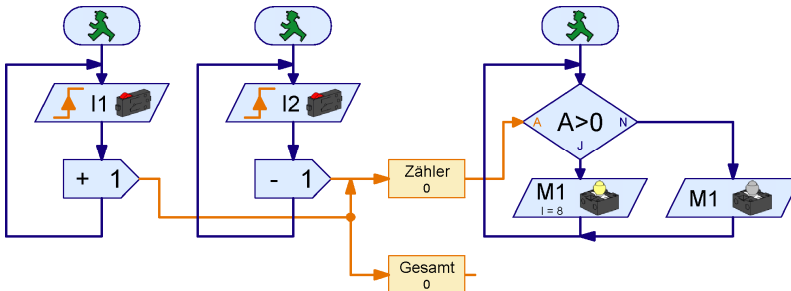 I1
I2
A A>0 N
J
+ 1
- 1
Zähler
0
M1
I = 8
M1
Gesamt
0